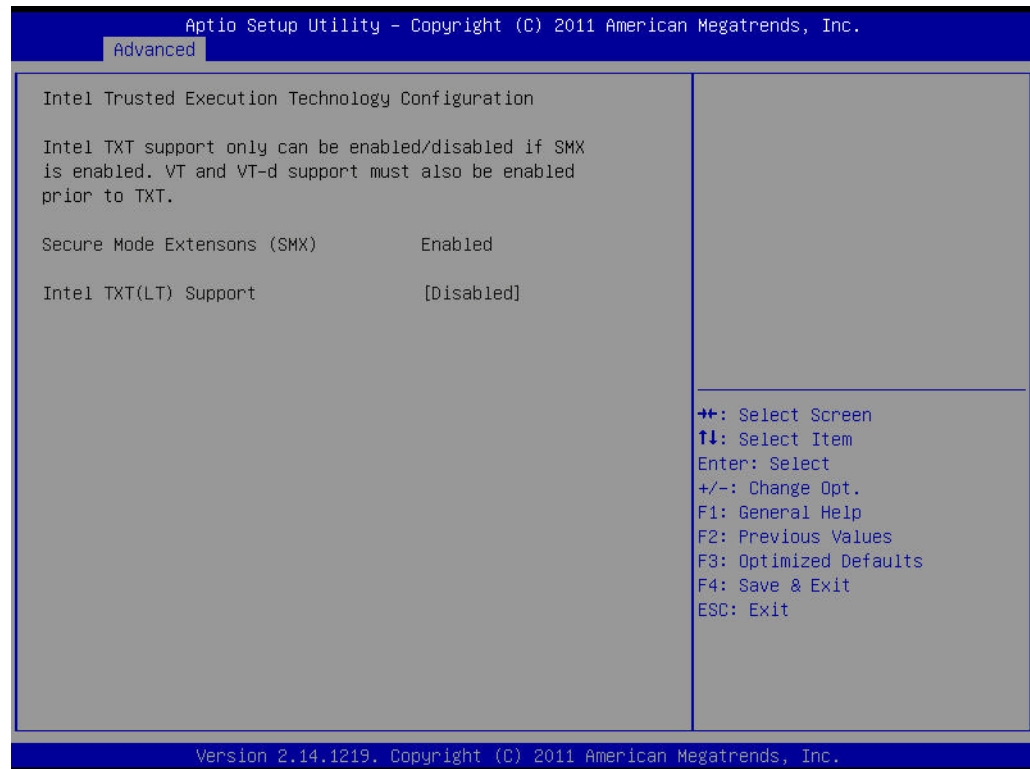 Aptio Setup Utility – Copyright (C) 2011 American Megatrends, Inc.
Advanced
Intel Trusted Execution Technology Configuration
Intel TXT support only can be enabled/disabled if SMX
is enabled. VT and VT-d support must also be enabled
prior to TXT.
Secure Mode Extensons (SMX) Enabled
Intel TXT(LT) Support [Disabled]
→←: Select Screen
↑↓: Select Item
Enter: Select
+/-: Change Opt.
F1: General Help
F2: Previous Values
F3: Optimized Defaults
F4: Save & Exit
ESC: Exit
Version 2.14.1219. Copyright (C) 2011 American Megatrends, Inc.